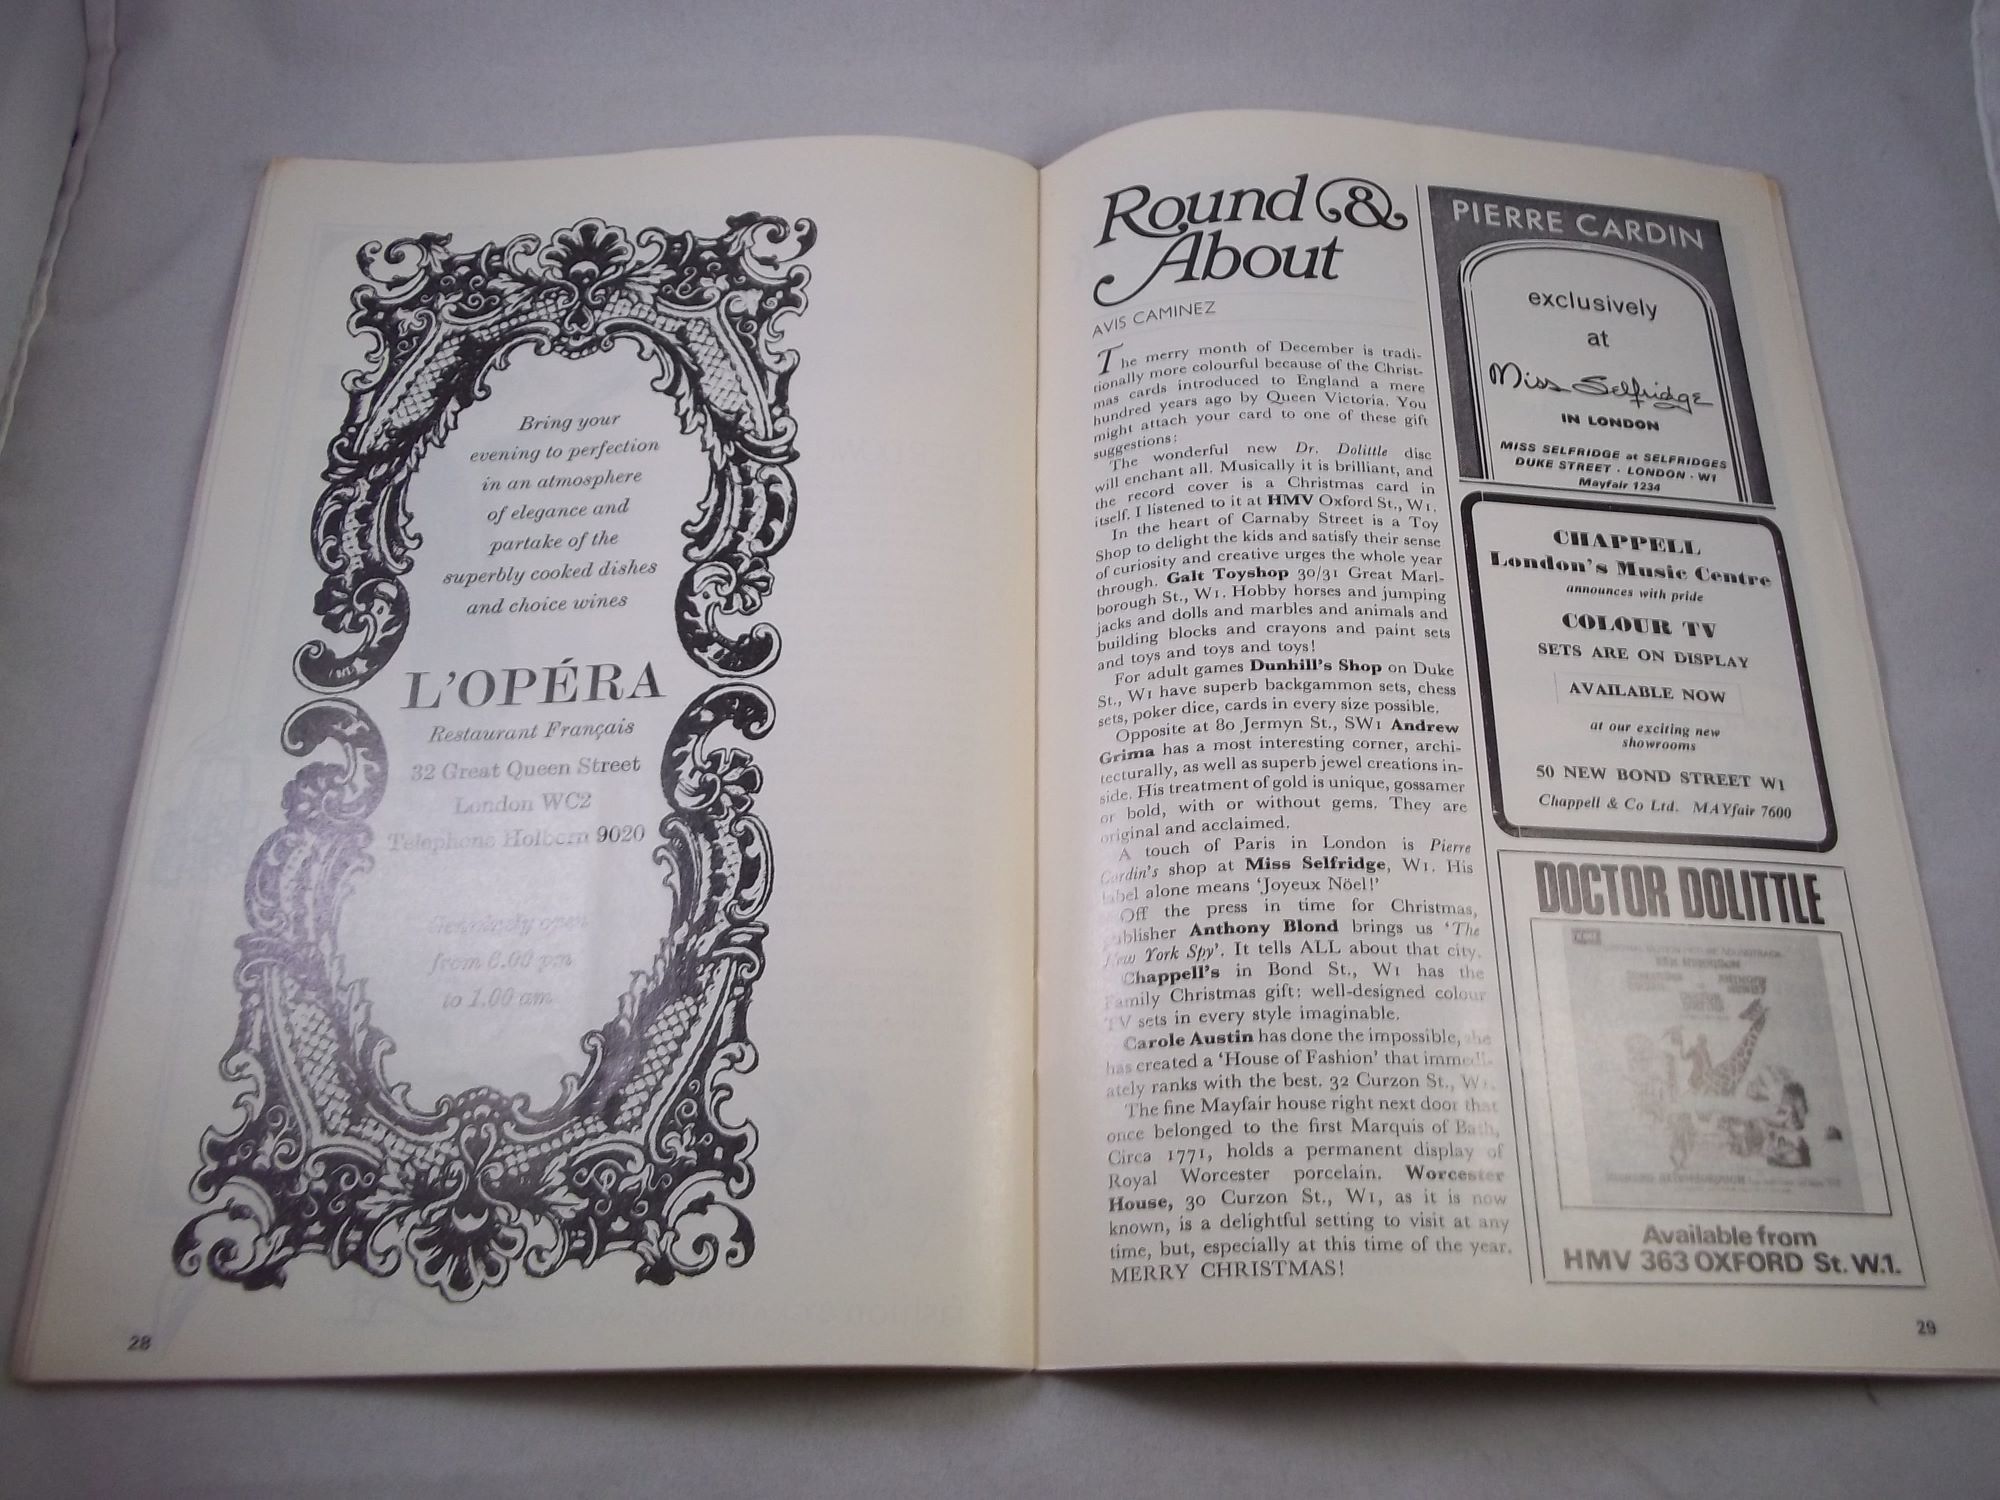 Bring your
evening to perfection
in an atmosphere
of elegance and
partake of the
superbly cooked dishes
and choice wines
L'OPÉRA
Restaurant Français
32 Great Queen Street
London WC2
Telephone Holborn 9020
open
from 6.00 pm
to 1.00 am
28
Round &
About
AVIS CAMINEZ
The merry month of December is tradi-
tionally more colourful because of the Christ-
mas cards introduced to England a mere
hundred years ago by Queen Victoria. You
might attach your card to one of these gift
suggestions:
The wonderful new Dr. Dolittle disc
will enchant all. Musically it is brilliant, and
the record cover is a Christmas card in
itself. I listened to it at HMV Oxford St., W1.
In the heart of Carnaby Street is a Toy
Shop to delight the kids and satisfy their sense
of curiosity and creative urges the whole year
through. Galt Toyshop 30/31 Great Marl-
borough St., W1. Hobby horses and jumping
jacks and dolls and marbles and animals and
building blocks and crayons and paint sets
and toys and toys and toys!
For adult games Dunhill's Shop on Duke
St., W1 have superb backgammon sets, chess
sets, poker dice, cards in every size possible.
Opposite at 80 Jermyn St., SW1 Andrew
Grima has a most interesting corner, archi-
tecturally, as well as superb jewel creations in-
side. His treatment of gold is unique, gossamer
or bold, with or without gems. They are
original and acclaimed.
A touch of Paris in London is Pierre
Cardin's shop at Miss Selfridge, W1. His
label alone means 'Joyeux Nöel!'
Off the press in time for Christmas,
publisher Anthony Blond brings us 'The
New York Spy'. It tells ALL about that city.
Chappell's in Bond St., W1 has the
Family Christmas gift: well-designed colour
TV sets in every style imaginable.
Carole Austin has done the impossible, she
has created a 'House of Fashion' that immedi-
ately ranks with the best. 32 Curzon St., W1.
The fine Mayfair house right next door that
once belonged to the first Marquis of Bath,
Circa 1771, holds a permanent display of
Royal Worcester porcelain. Worcester
House, 30 Curzon St., W1, as it is now
known, is a delightful setting to visit at any
time, but, especially at this time of the year.
MERRY CHRISTMAS!
PIERRE CARDIN
exclusively
at
Miss Selfridge
IN LONDON
MISS SELFRIDGE at SELFRIDGES
DUKE STREET · LONDON · W1
Mayfair 1234
CHAPPELL
London's Music Centre
announces with pride
COLOUR TV
SETS ARE ON DISPLAY
AVAILABLE NOW
at our exciting new
showrooms
50 NEW BOND STREET W1
Chappell & Co Ltd. MAYfair 7600
DOCTOR DOLITTLE
ORIGINAL MOTION PICTURE SOUNDTRACK
REX HARRISON
SAMANTHA ANTHONY
EGGAR NEWLEY
RICHARD ATTENBOROUGH
Available from
HMV 363 OXFORD St. W.1.
29